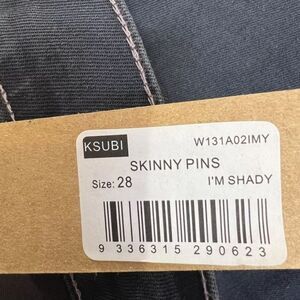 KSUBI W131A02IMY
SKINNY PINS
Size: 28 I'M SHADY
9 336315 290623